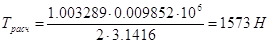 T_расч = (1.003289 · 0.009852 · 10^6) / (2 · 3.1416) = 1573 H